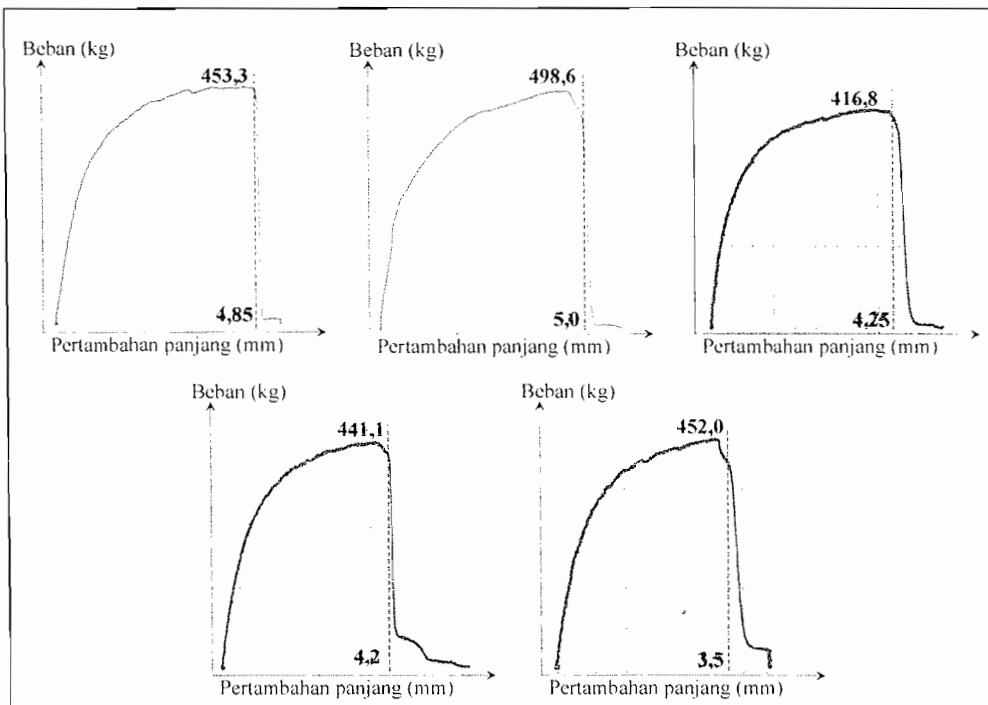 Beban (kg)
453,3
4,85
Pertambahan panjang (mm)
Beban (kg)
498,6
5,0
Pertambahan panjang (mm)
Beban (kg)
416,8
4,25
Pertambahan panjang (mm)
Beban (kg)
441,1
4,2
Pertambahan panjang (mm)
Beban (kg)
452,0
3,5
Pertambahan panjang (mm)